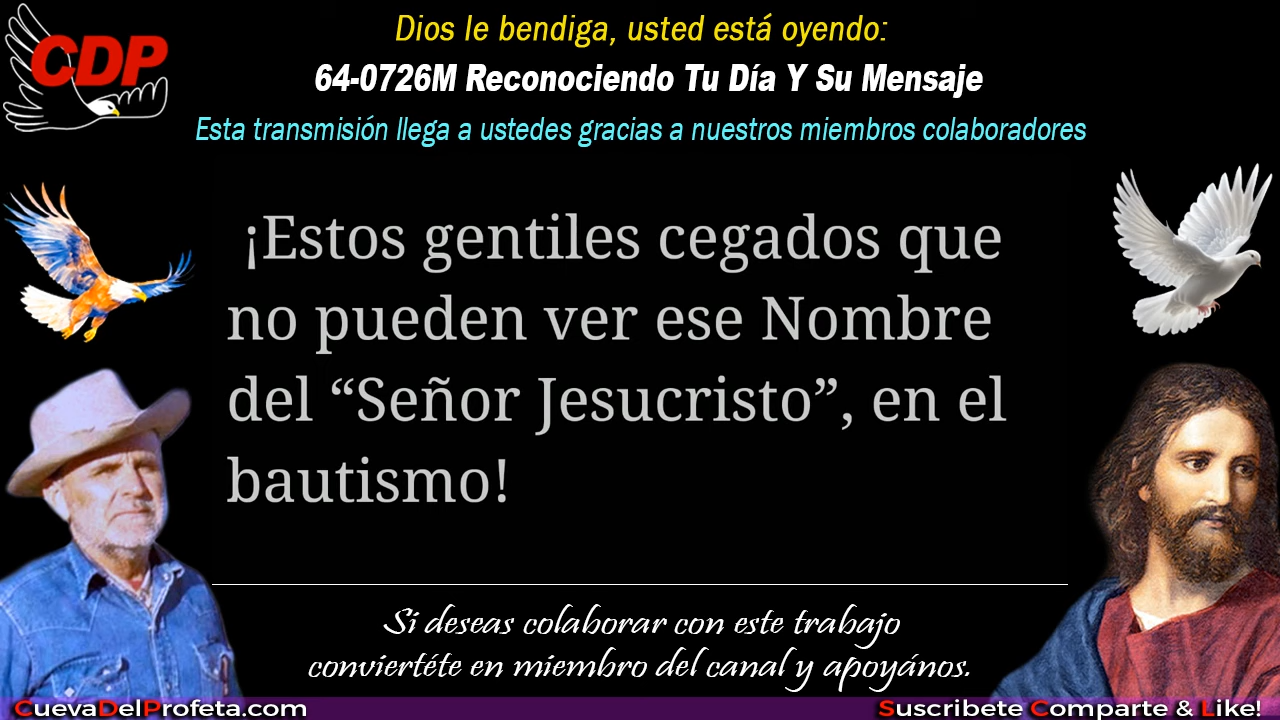 CDP
Dios le bendiga, usted está oyendo:
64-0726M Reconociendo Tu Día Y Su Mensaje
Esta transmisión llega a ustedes gracias a nuestros miembros colaboradores
¡Estos gentiles cegados que
no pueden ver ese Nombre
del “Señor Jesucristo”, en el
bautismo!
Si deseas colaborar con este trabajo
conviertéte en miembro del canal y apoyános.
CuevaDelProfeta.com
Suscribete Comparte & Like!